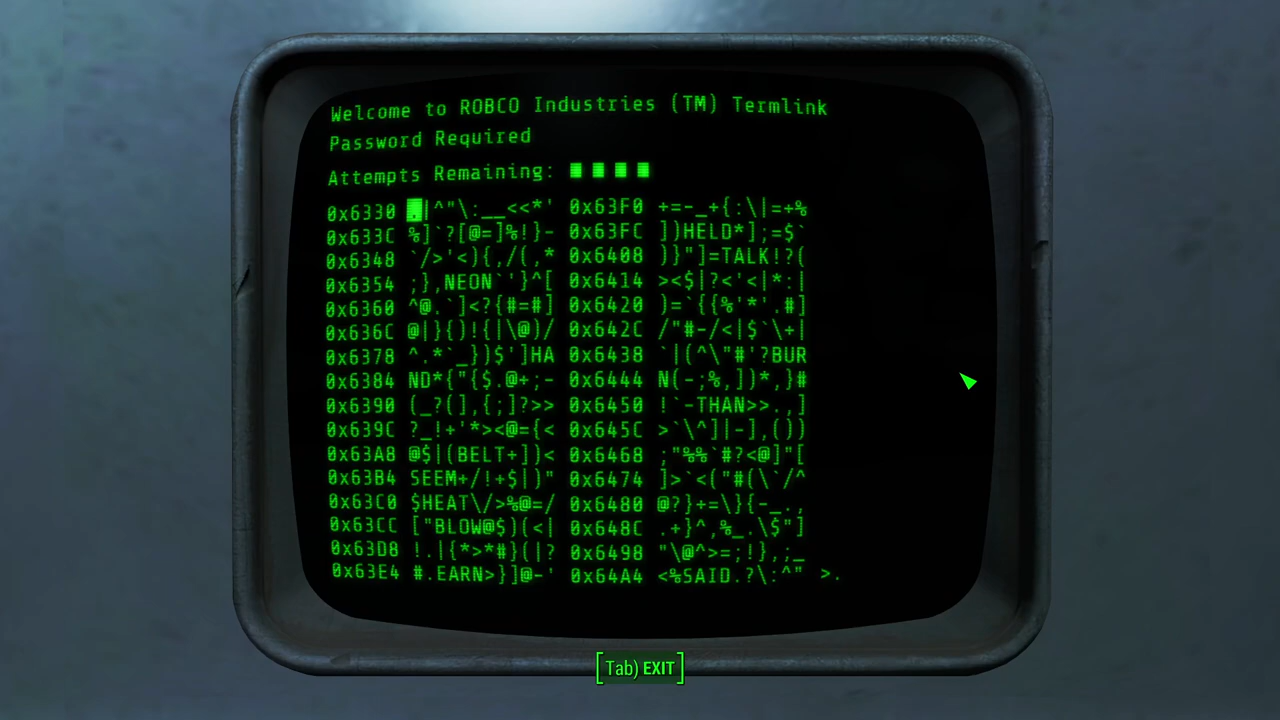 Welcome to ROBCO Industries (TM) Termlink
Password Required
Attempts Remaining:
0x6330 .|^"\:__<<*' 0x63F0 +=-_+{:\|=+%
0x633C %]`?[@=]%!}- 0x63FC ])HELD*];=$`
0x6348 `/>'<){,/(,* 0x6408 )}"]=TALK!?(
0x6354 ;},NEON`'}^[ 0x6414 ><$|?<'<|*:|
0x6360 ^@.`]<?{#=#] 0x6420 )=`{{%'*'.#]
0x636C @|}{)!{|\@)/ 0x642C /"#-/<|$`\+|
0x6378 ^.*`_})$']HA 0x6438 `|(^\"#'?BUR
0x6384 ND*{"{$.@+;- 0x6444 N(-;%,])*,}#
0x6390 (_?(],{;]?>> 0x6450 !`-THAN>>.,]
0x639C ?_!+'*><@={< 0x645C >`\^]|-],())
0x63A8 @$|(BELT+])< 0x6468 ;"%%`#?<@]"[
0x63B4 SEEM+/!+$|)" 0x6474 ]>`<("#(\`/^
0x63C0 $HEAT\/>%@=/ 0x6480 @?}+=\}{-_.,
0x63CC ["BLOW@$)(<| 0x648C .+}^,%_.\$"]
0x63D8 !.|{*>*#}(|? 0x6498 "\@^>=;!},;_
0x63E4 #.EARN>}]@-' 0x64A4 <%SAID.?\:^" >.
[Tab) EXIT]